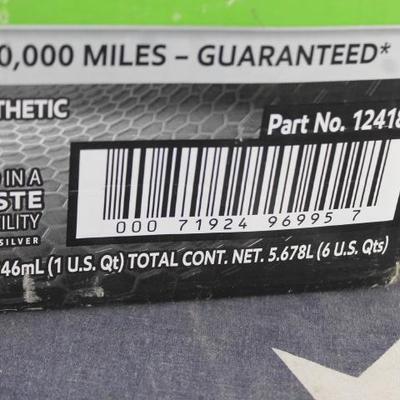 0,000 MILES – GUARANTEED*
THETIC
Part No. 12418
IN A
STE
ILITY
SILVER
000 71924 96995 7
46mL (1 U.S. Qt) TOTAL CONT. NET. 5.678L (6 U.S. Qts)